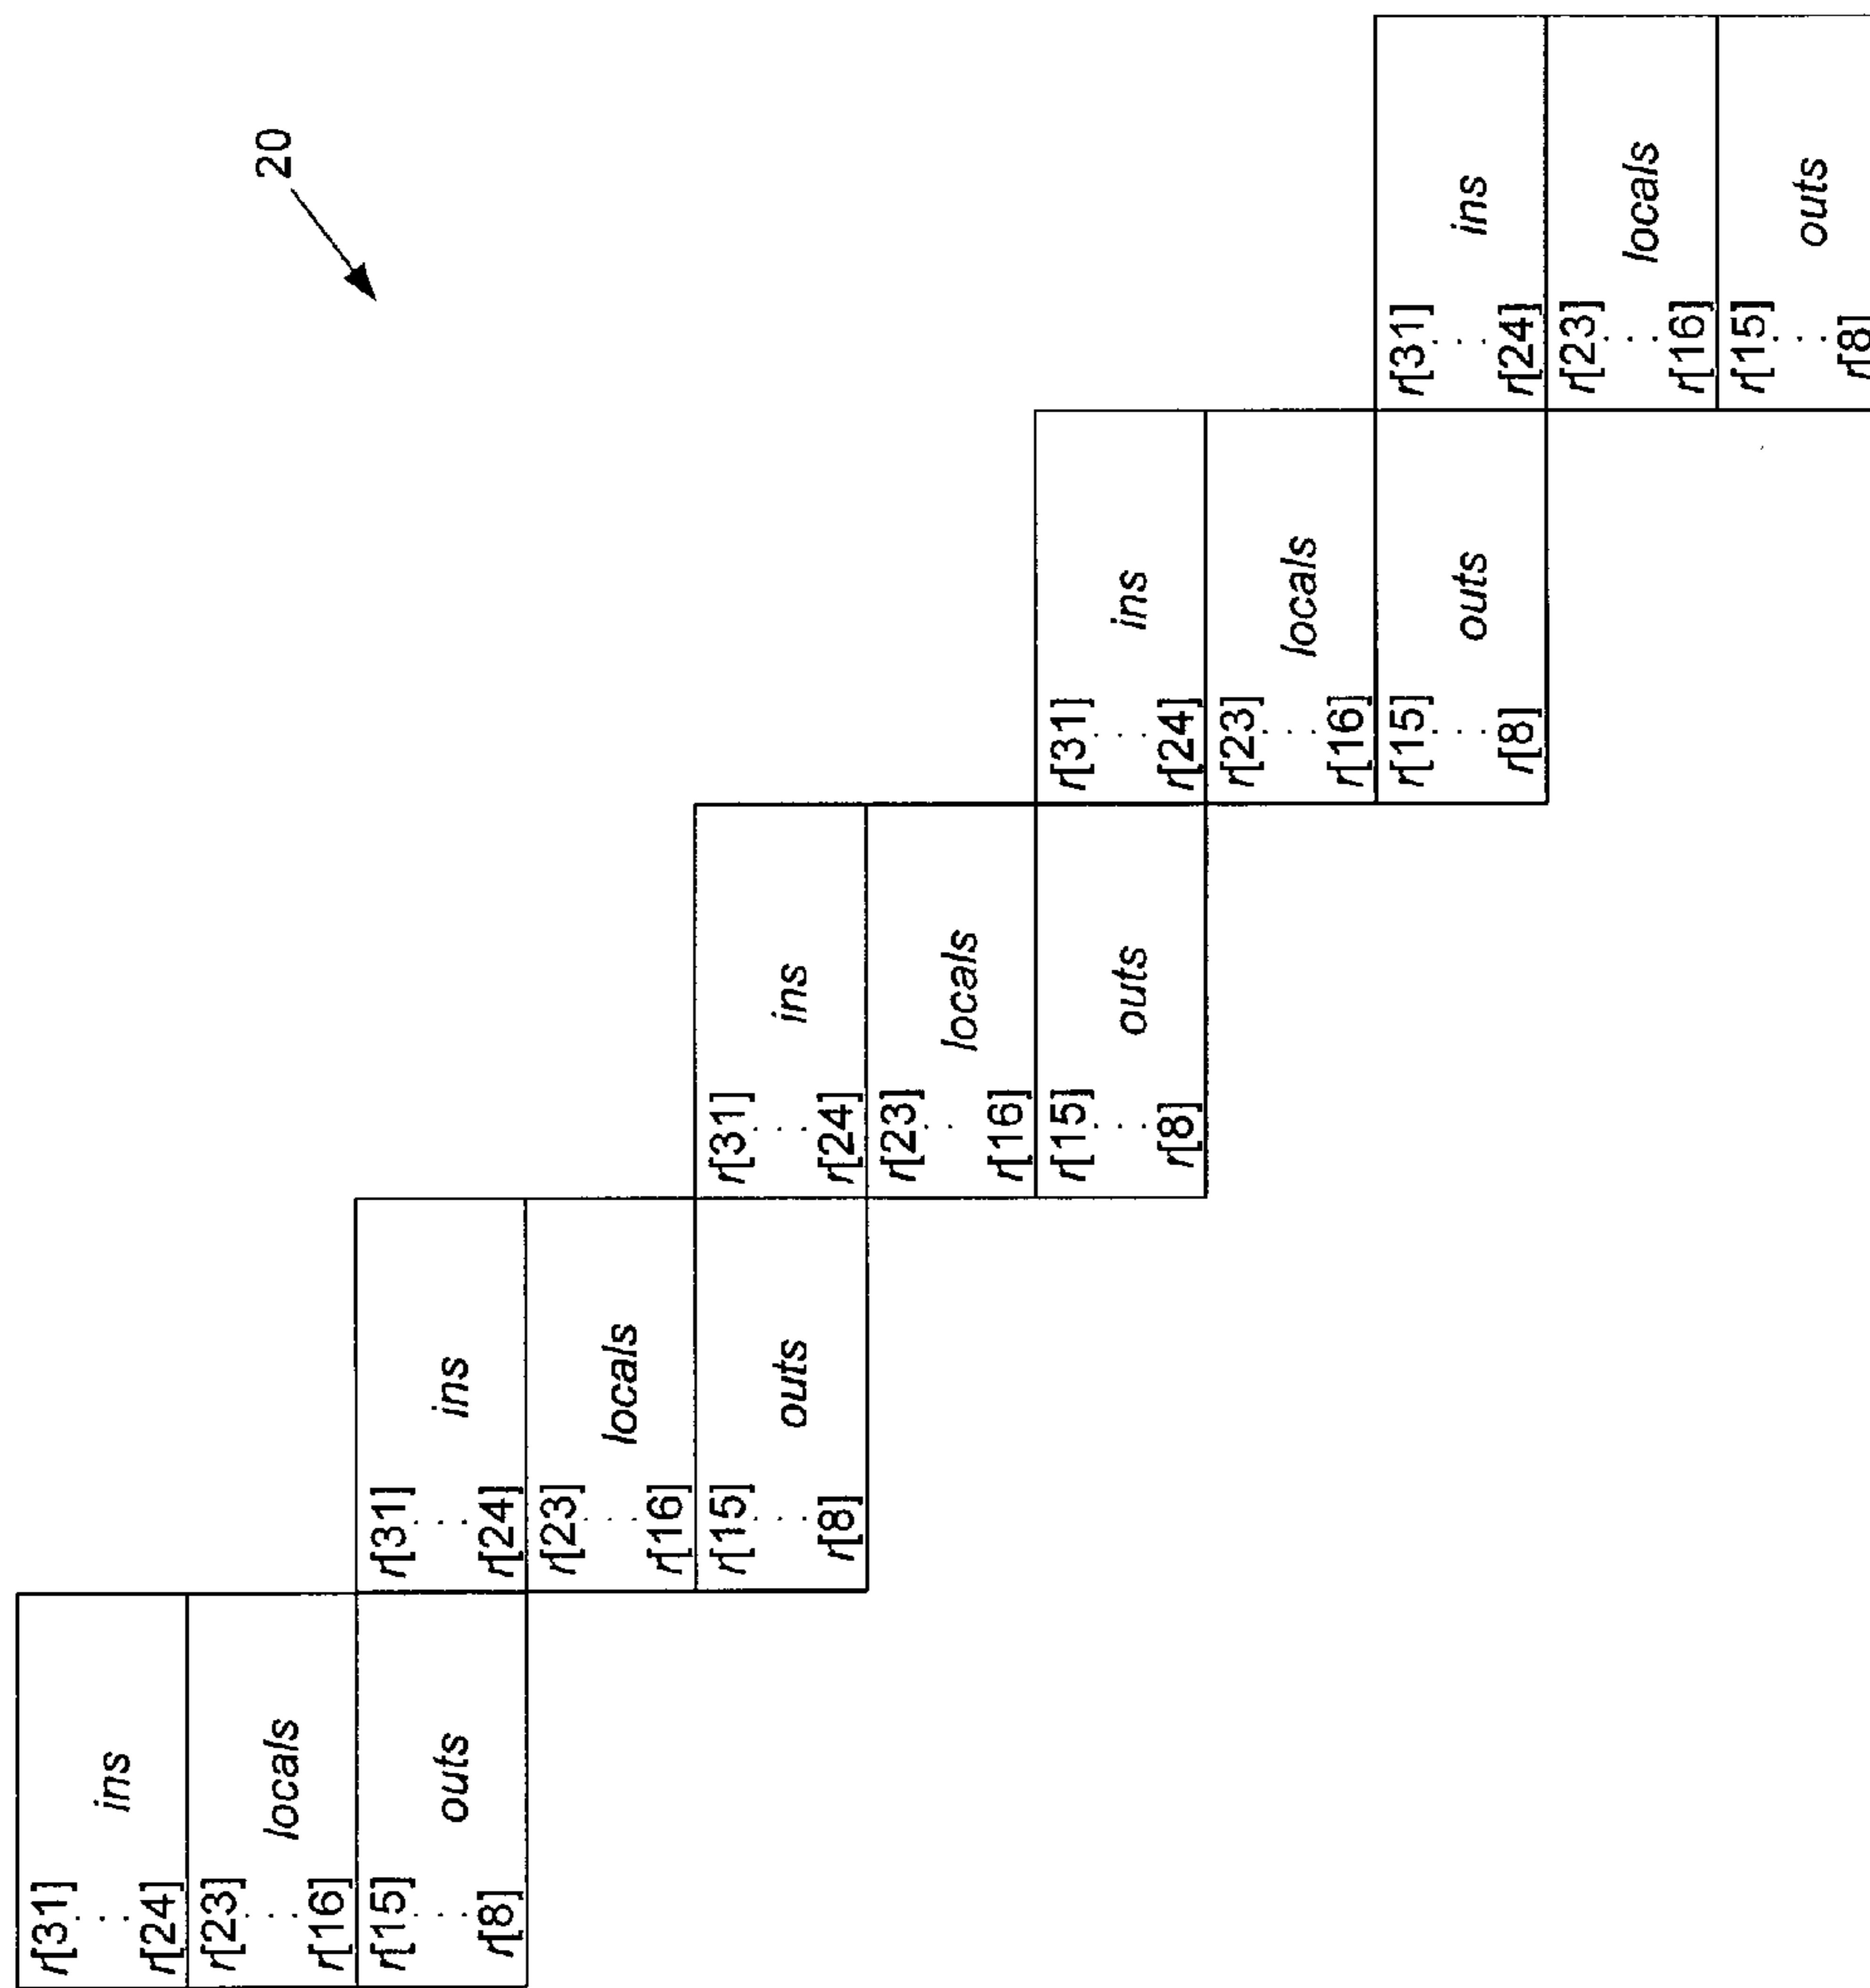 20
r[31]
. . . ins
r[24]
r[23]
. . . locals
r[16]
r[15]
. . . outs
r[8]
r[31]
. . . ins
r[24]
r[23]
. . . locals
r[16]
r[15]
. . . outs
r[8]
r[31]
. . . ins
r[24]
r[23]
. . . locals
r[16]
r[15]
. . . outs
r[8]
r[31]
. . . ins
r[24]
r[23]
. . . locals
r[16]
r[15]
. . . outs
r[8]
r[31]
. . . ins
r[24]
r[23]
. . . locals
r[16]
r[15]
. . . outs
r[8]